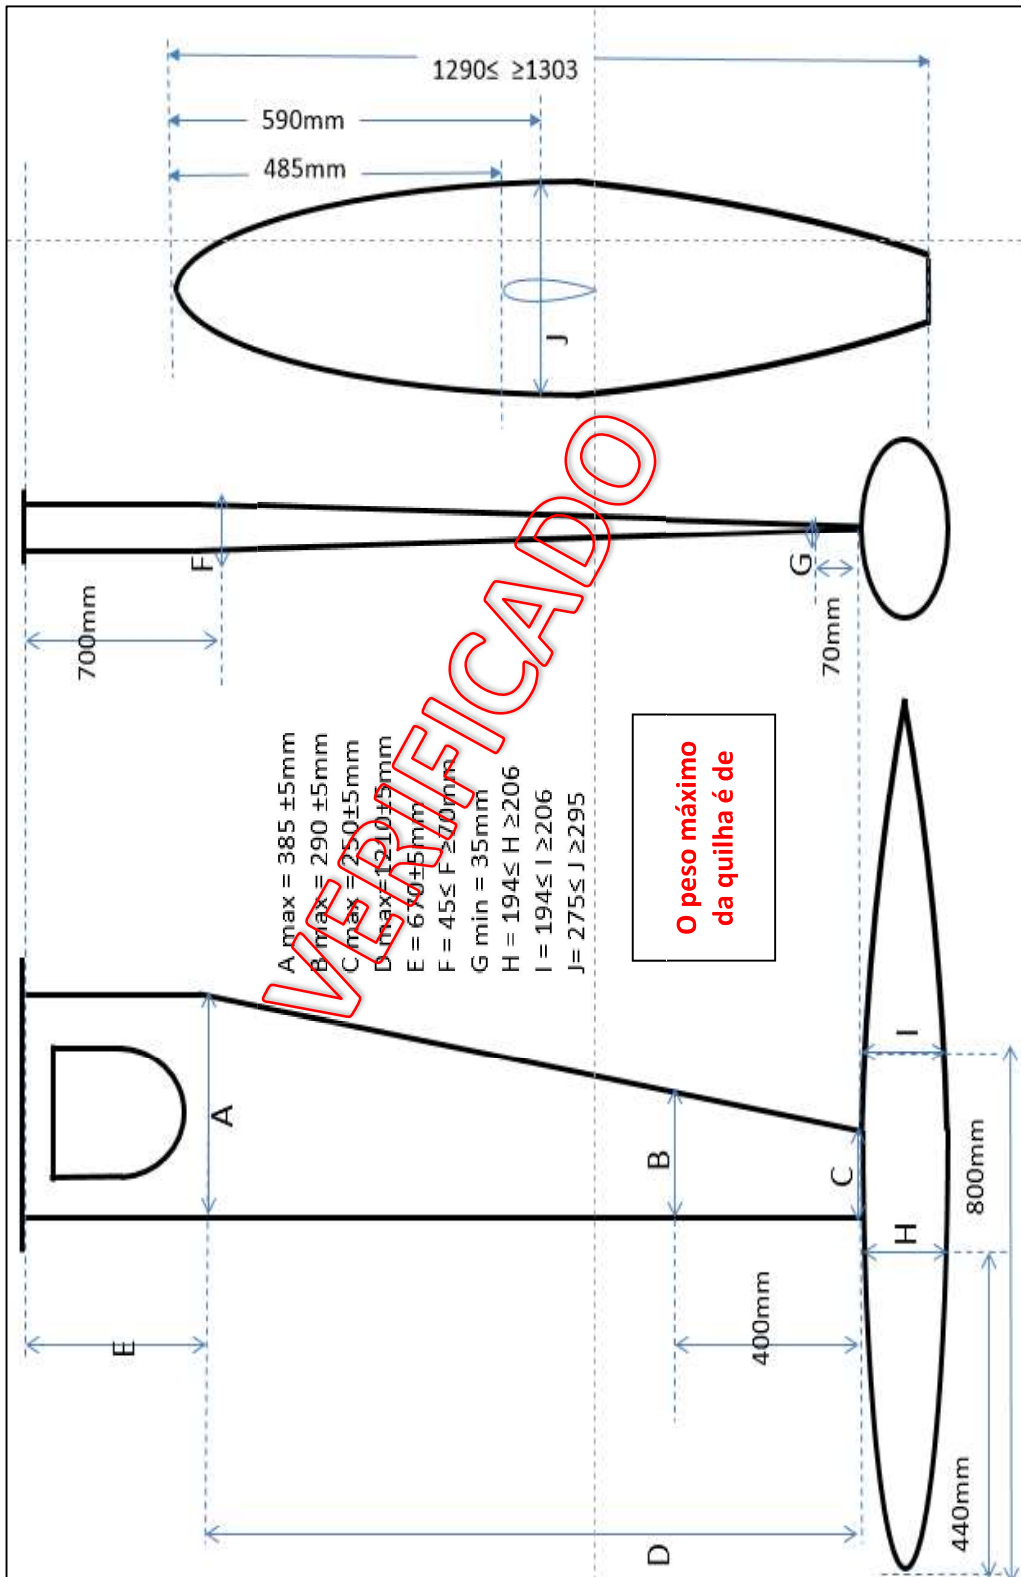 1290≤ ≥1303
590mm
485mm
J
F
700mm
G
70mm
A max = 385 ±5mm
B max = 290 ±5mm
C max = 250±5mm
D max=1210±5mm
E = 670±5mm
F = 45≤ F ≥70mm
G min = 35mm
H = 194≤ H ≥206
I = 194≤ I ≥206
J= 275≤ J ≥295
VERIFICADO
O peso máximo
da quilha é de
A
B
C
I
H
800mm
E
400mm
D
440mm